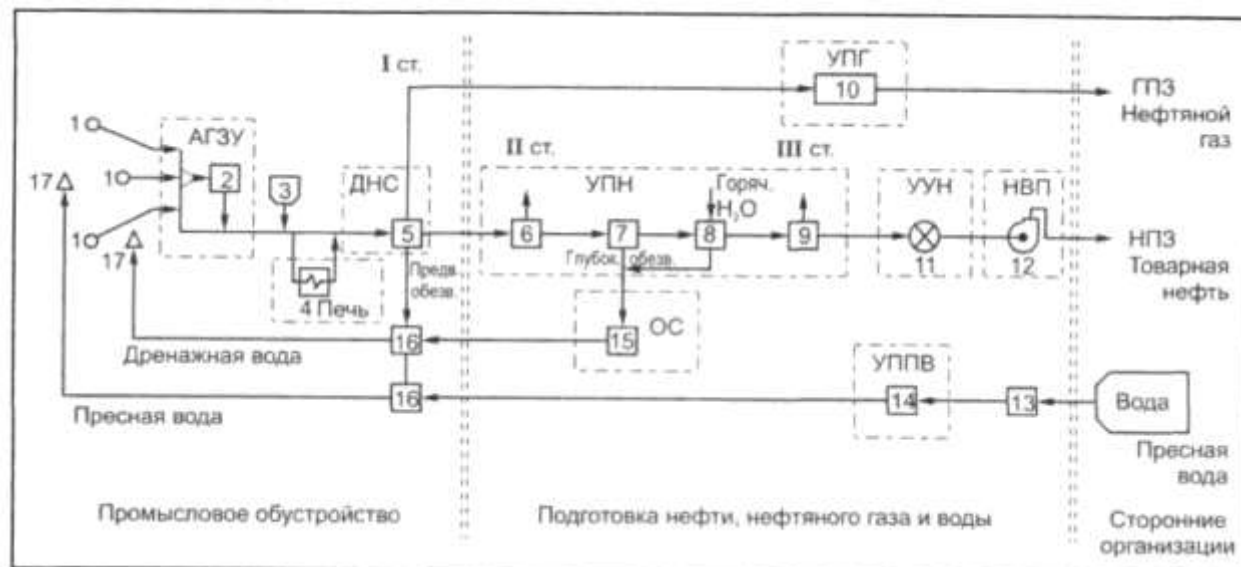 I ст.
УПГ
10
ГПЗ
Нефтяной
газ
1
АГЗУ
II ст.
III ст.
17
1
2
3
ДНС
УПН
Горяч.
H₂O
УУН
НВП
1
5
6
7
8
9
11
12
НПЗ
Товарная
нефть
17
Предв.
обезв.
Глубок. обезв.
4 Печь
16
15
ОС
Дренажная вода
УППВ
16
14
13
Вода
Пресная вода
Пресная
вода
Промысловое обустройство
Подготовка нефти, нефтяного газа и воды
Сторонние
организации